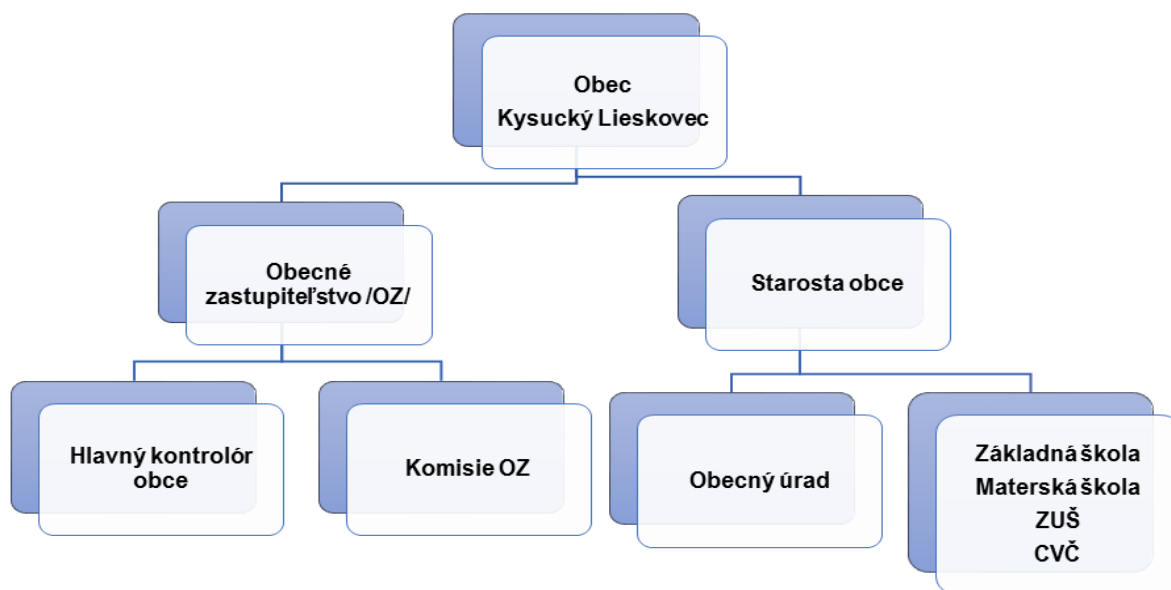 Obec
Kysucký Lieskovec
Obecné
zastupiteľstvo /OZ/
Starosta obce
Hlavný kontrolór
obce
Komisie OZ
Obecný úrad
Základná škola
Materská škola
ZUŠ
CVČ